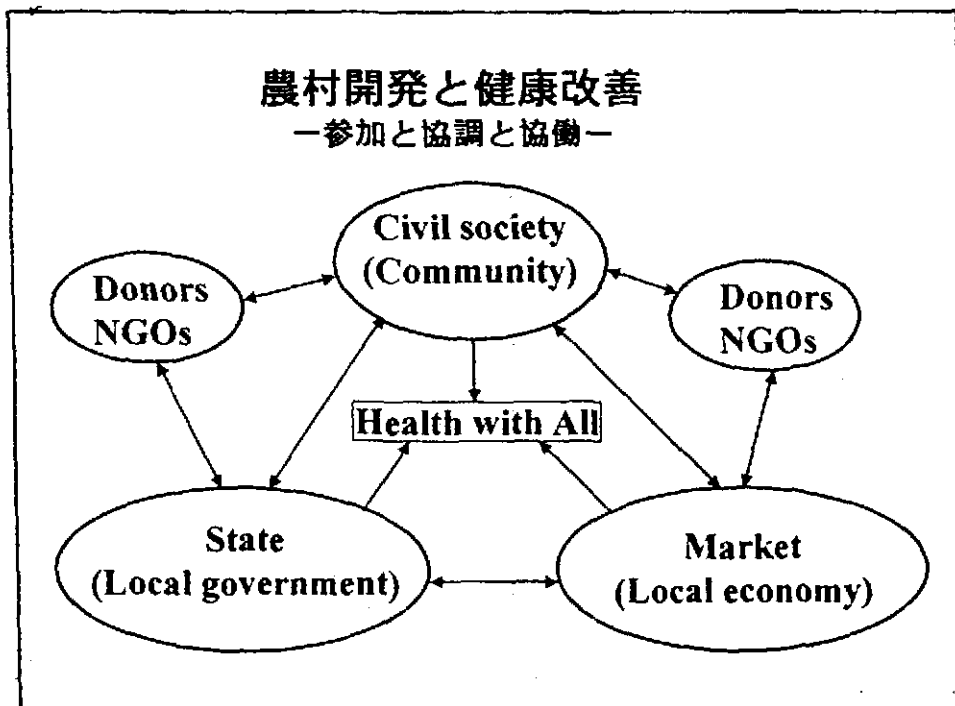 農村開発と健康改善
ー参加と協調と協働ー
Civil society
(Community)
Donors
NGOs
Donors
NGOs
Health with All
State
(Local government)
Market
(Local economy)